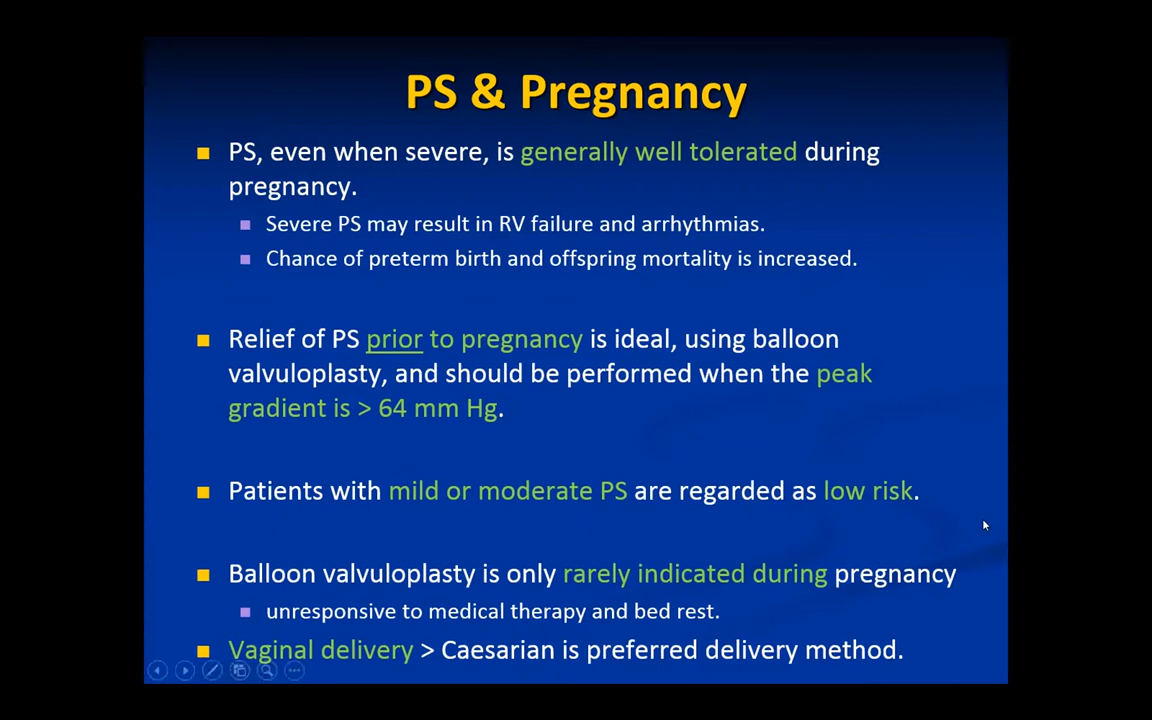 PS & Pregnancy
PS, even when severe, is generally well tolerated during
pregnancy.
Severe PS may result in RV failure and arrhythmias.
Chance of preterm birth and offspring mortality is increased.
Relief of PS prior to pregnancy is ideal, using balloon
valvuloplasty, and should be performed when the peak
gradient is > 64 mm Hg.
Patients with mild or moderate PS are regarded as low risk.
Balloon valvuloplasty is only rarely indicated during pregnancy
unresponsive to medical therapy and bed rest.
Vaginal delivery > Caesarian is preferred delivery method.